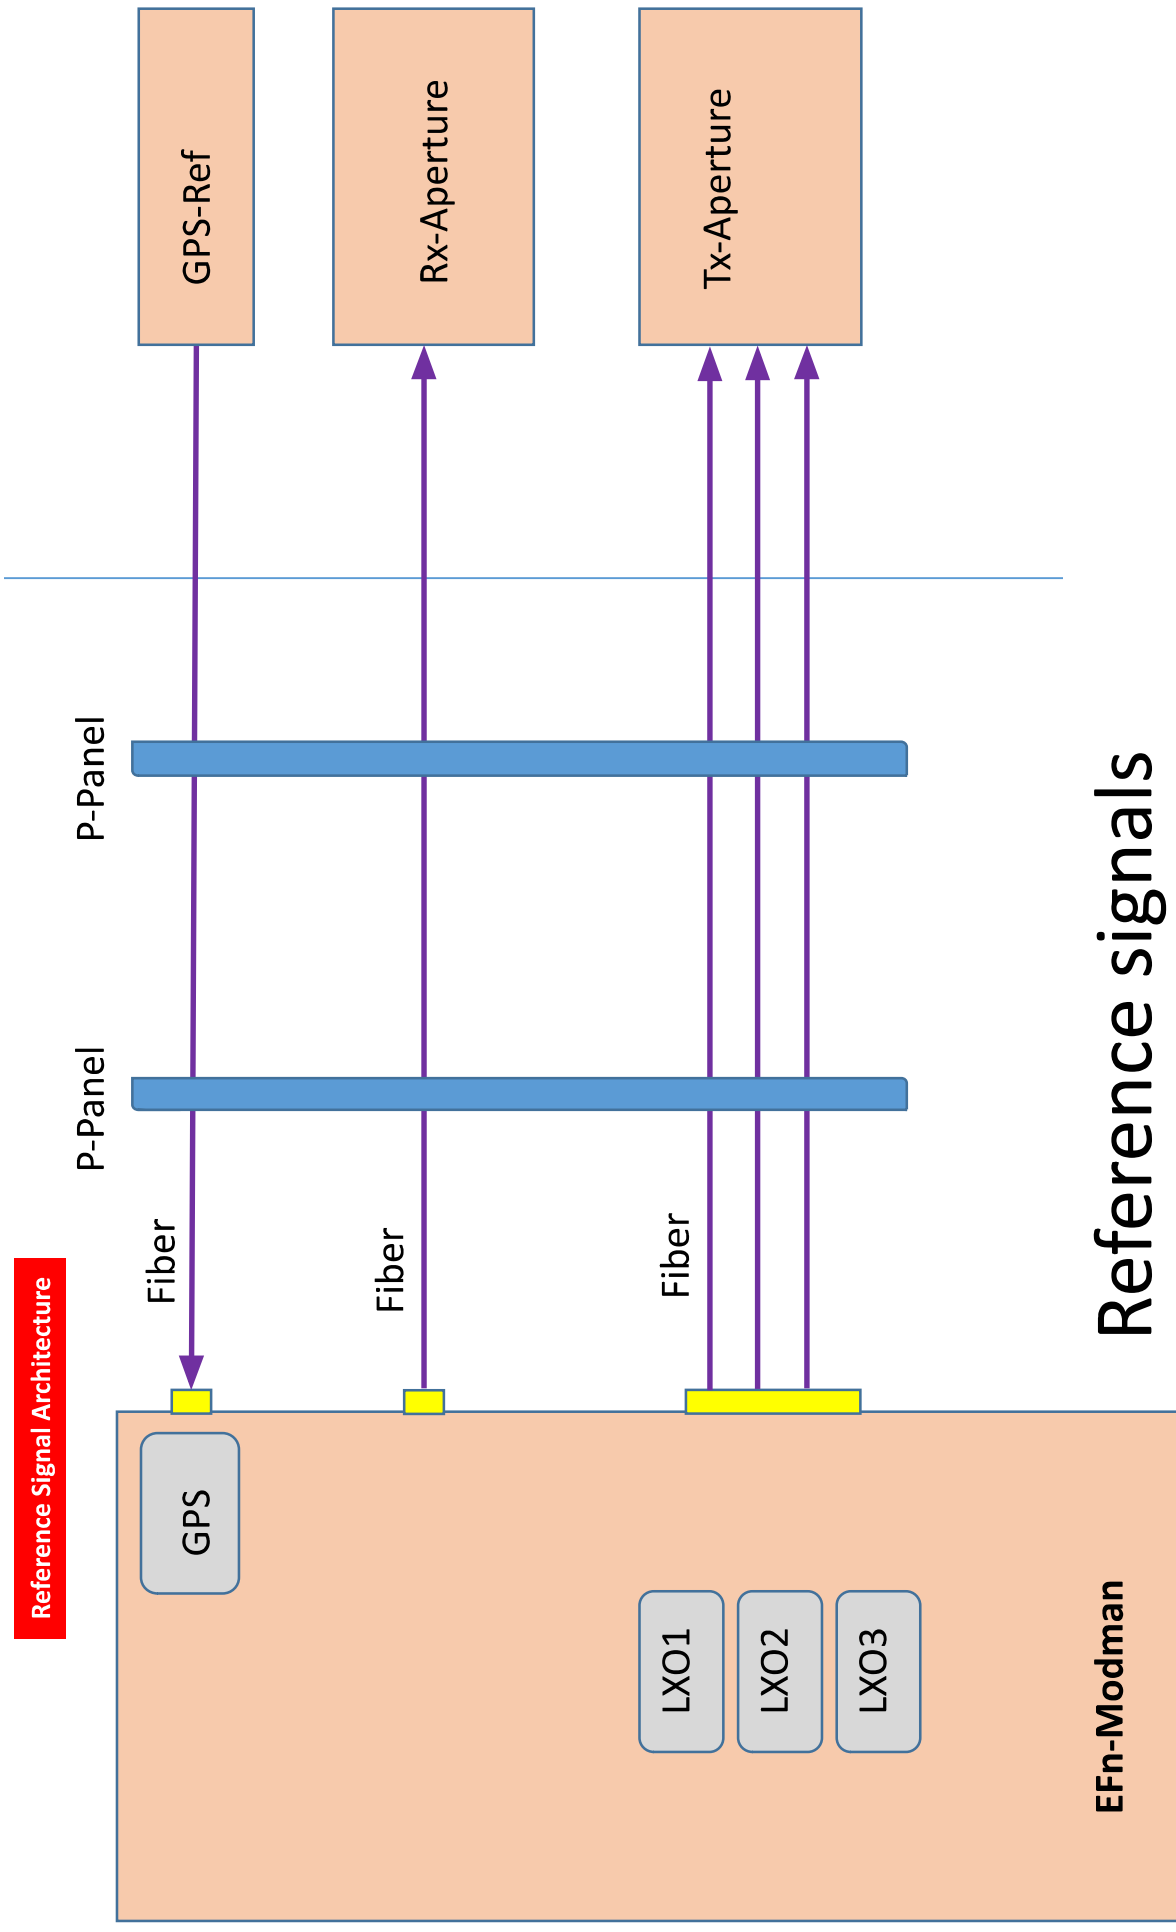 Reference Signal Architecture
P-Panel
P-Panel
GPS
Fiber
GPS-Ref
Fiber
Rx-Aperture
Fiber
Tx-Aperture
LXO1
LXO2
LXO3
EFn-Modman
Reference signals